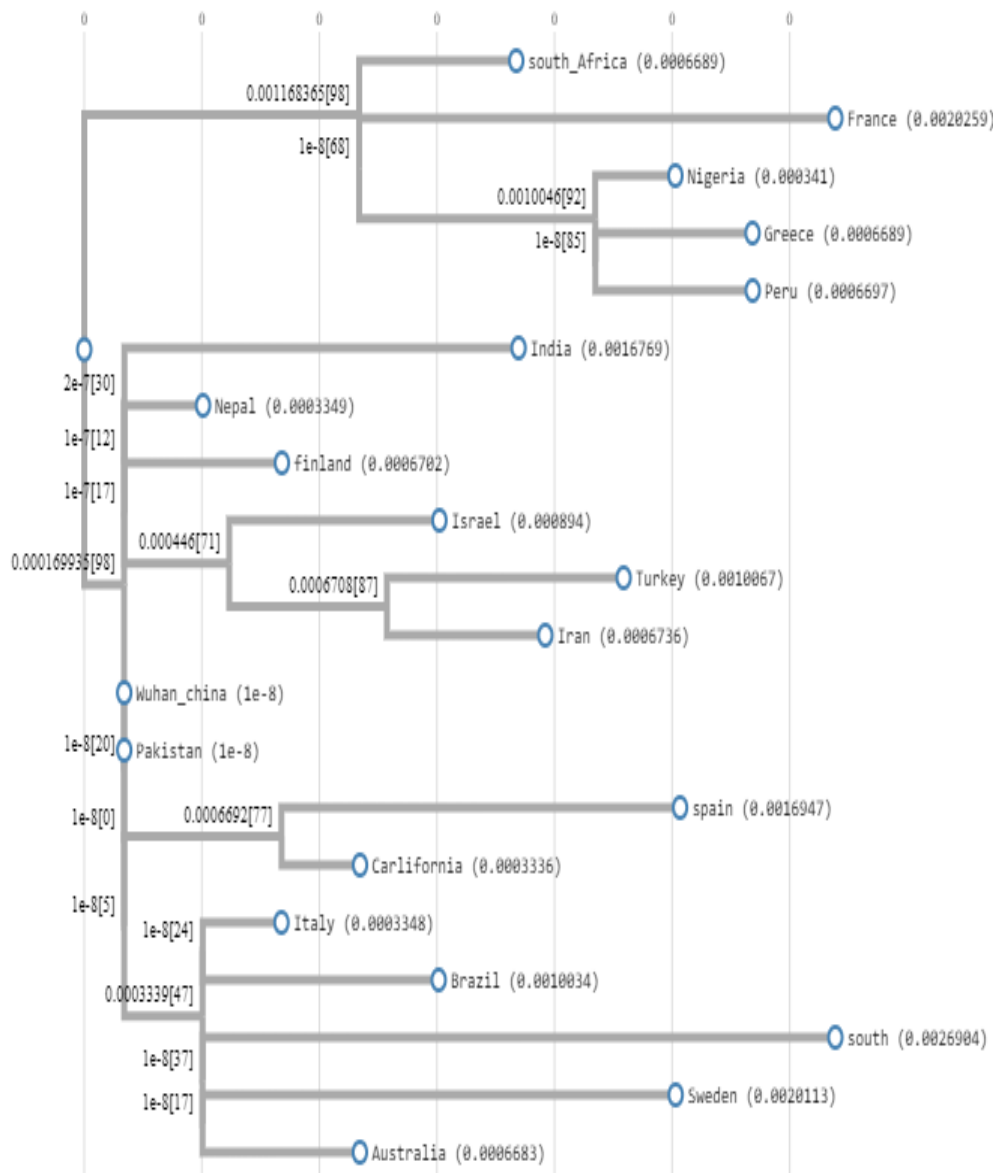 0 0 0 0 0 0 0
south_Africa (0.0006689)
0.001168365[98]
France (0.0020259)
1e-8[68]
Nigeria (0.000341)
0.0010046[92]
Greece (0.0006689)
1e-8[85]
Peru (0.0006697)
India (0.0016769)
2e-7[30]
Nepal (0.0003349)
1e-7[12]
finland (0.0006702)
1e-7[17]
Israel (0.000894)
0.000446[71]
0.000169935[98]
Turkey (0.0010067)
0.0006708[87]
Iran (0.0006736)
Wuhan_china (1e-8)
1e-8[20]
Pakistan (1e-8)
spain (0.0016947)
0.0006692[77]
1e-8[0]
Carlifornia (0.0003336)
1e-8[5]
Italy (0.0003348)
1e-8[24]
Brazil (0.0010034)
0.0003339[47]
south (0.0026904)
1e-8[37]
Sweden (0.0020113)
1e-8[17]
Australia (0.0006683)